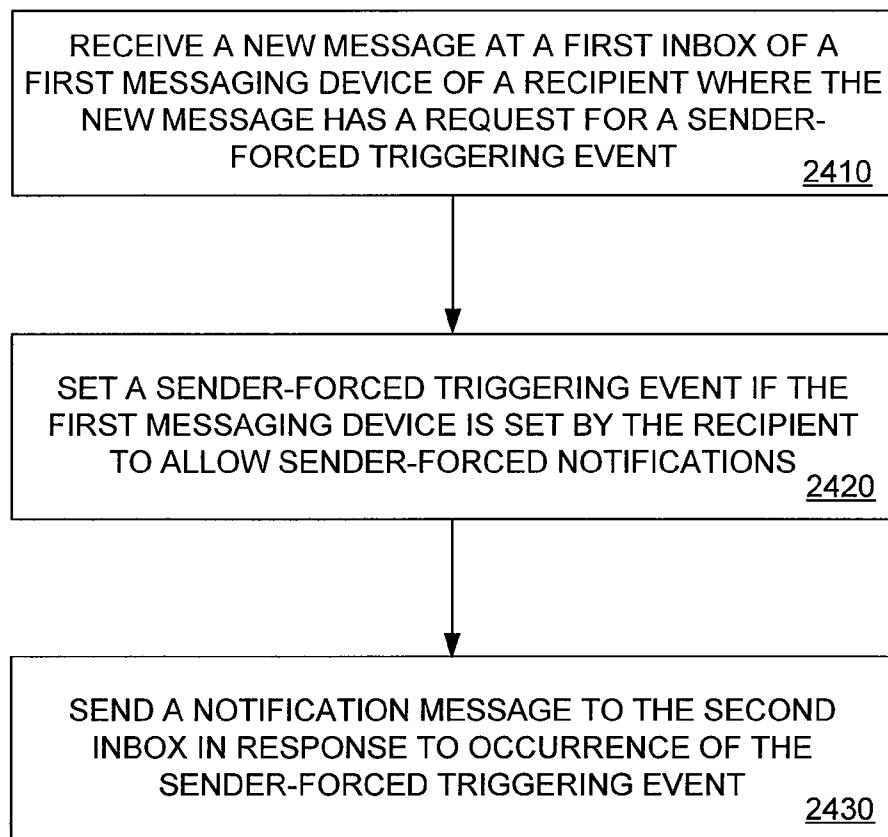 RECEIVE A NEW MESSAGE AT A FIRST INBOX OF A
FIRST MESSAGING DEVICE OF A RECIPIENT WHERE THE
NEW MESSAGE HAS A REQUEST FOR A SENDER-
FORCED TRIGGERING EVENT
2410
SET A SENDER-FORCED TRIGGERING EVENT IF THE
FIRST MESSAGING DEVICE IS SET BY THE RECIPIENT
TO ALLOW SENDER-FORCED NOTIFICATIONS
2420
SEND A NOTIFICATION MESSAGE TO THE SECOND
INBOX IN RESPONSE TO OCCURRENCE OF THE
SENDER-FORCED TRIGGERING EVENT
2430